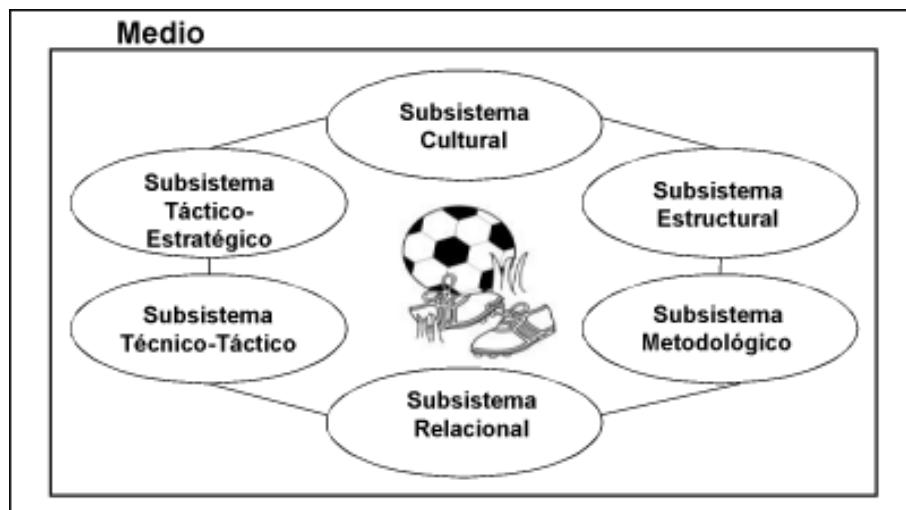 Medio
Subsistema
Cultural
Subsistema
Táctico-
Estratégico
Subsistema
Estructural
Subsistema
Técnico-Táctico
Subsistema
Metodológico
Subsistema
Relacional